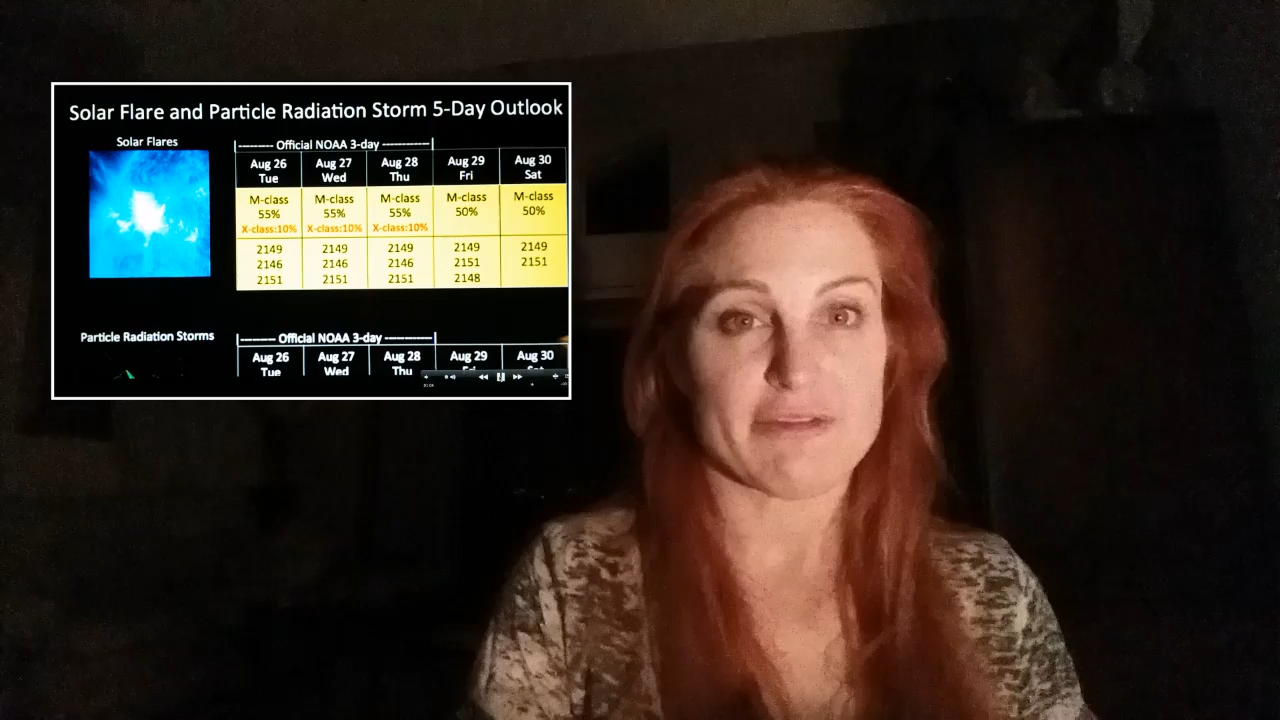 Solar Flare and Particle Radiation Storm 5-Day Outlook
Solar Flares
|--------- Official NOAA 3-day ------------|
Aug 26 Aug 27 Aug 28 Aug 29 Aug 30
Tue Wed Thu Fri Sat
M-class M-class M-class M-class M-class
55% 55% 55% 50% 50%
X-class:10% X-class:10% X-class:10%
2149 2149 2149 2149 2149
2146 2146 2146 2151 2151
2151 2151 2151 2148
Particle Radiation Storms
|--------- Official NOAA 3-day ------------|
Aug 26 Aug 27 Aug 28 Aug 29 Aug 30
Tue Wed Thu Fri Sat